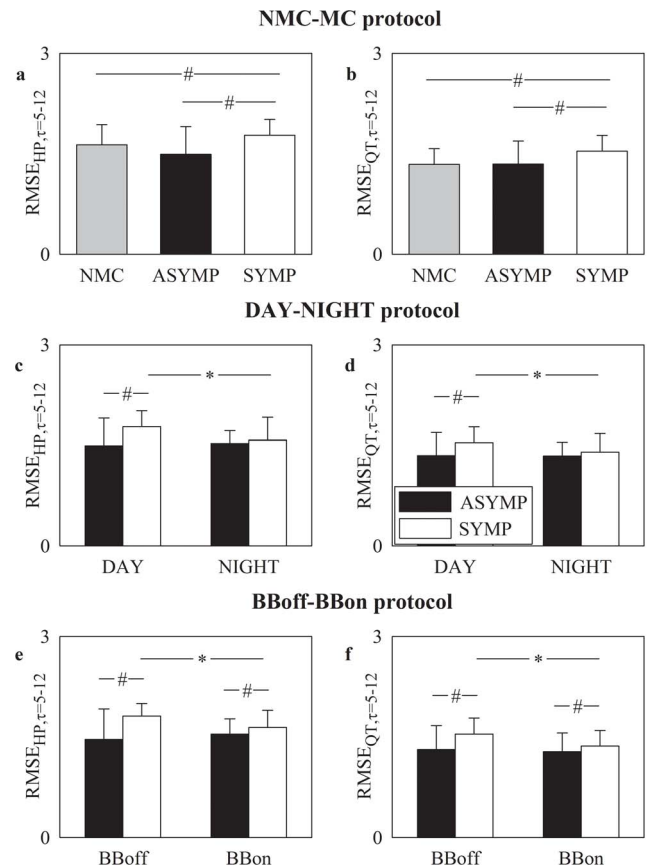 NMC-MC protocol
a
3
0
RMSE_HP,τ=5-12
#
#
NMC ASYMP SYMP
b
3
0
RMSE_QT,τ=5-12
#
#
NMC ASYMP SYMP
DAY-NIGHT protocol
c
3
0
RMSE_HP,τ=5-12
*
#
DAY NIGHT
d
3
0
RMSE_QT,τ=5-12
*
#
ASYMP
SYMP
DAY NIGHT
BBoff-BBon protocol
e
3
0
RMSE_HP,τ=5-12
*
#
#
BBoff BBon
f
3
0
RMSE_QT,τ=5-12
*
#
#
BBoff BBon